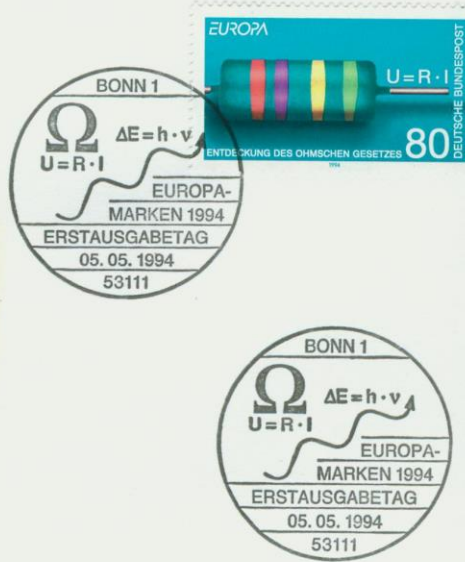 EUROPA
U=R·I
DEUTSCHE BUNDESPOST
ENTDECKUNG DES OHMSCHEN GESETZES 80
1994
BONN 1
Ω ΔE=h·ν
U=R·I
EUROPA-
MARKEN 1994
ERSTAUSGABETAG
05.05.1994
53111
BONN 1
Ω ΔE=h·ν
U=R·I
EUROPA-
MARKEN 1994
ERSTAUSGABETAG
05.05.1994
53111